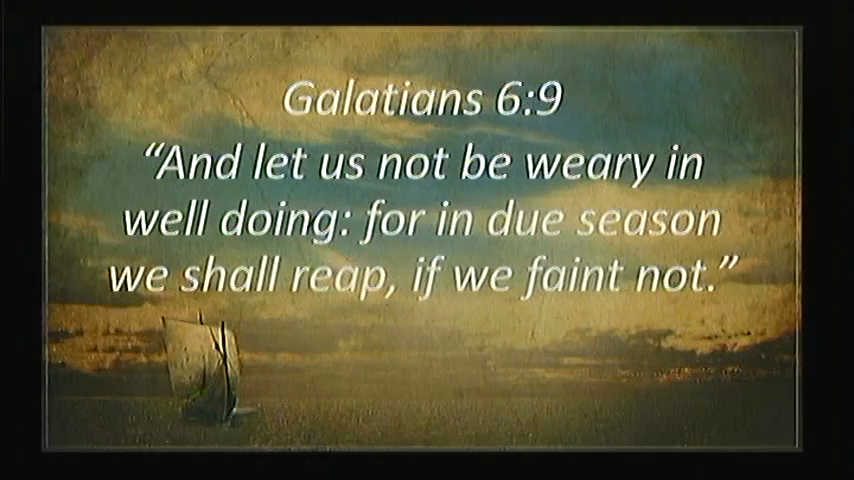 Galatians 6:9
“And let us not be weary in
well doing: for in due season
we shall reap, if we faint not.”